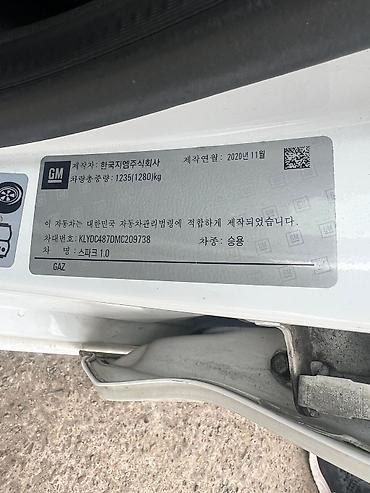 GM
제작자: 한국지엠주식회사 제작연월: 2020년 11월
차량총중량: 1235(1280)kg
이 자동차는 대한민국 자동차관리법령에 적합하게 제작되었습니다.
차대번호: KLYDC487DMC209738 차종: 승용
차 명: 스파크 1.0
GAZ